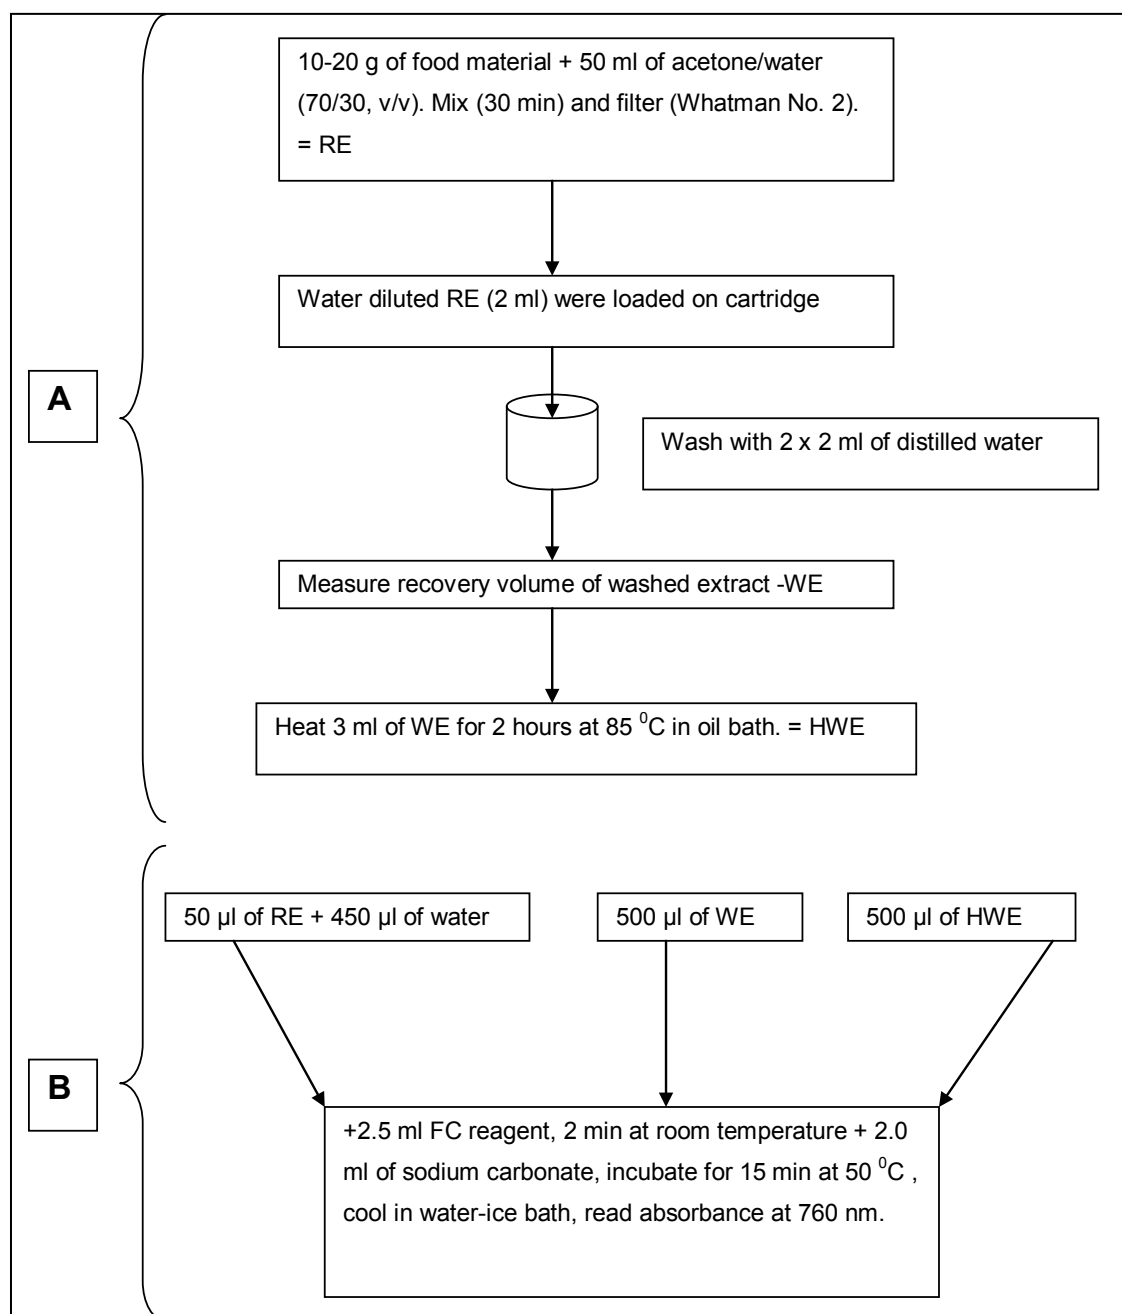 10-20 g of food material + 50 ml of acetone/water
(70/30, v/v). Mix (30 min) and filter (Whatman No. 2).
= RE
Water diluted RE (2 ml) were loaded on cartridge
A
Wash with 2 x 2 ml of distilled water
Measure recovery volume of washed extract -WE
Heat 3 ml of WE for 2 hours at 85 ⁰C in oil bath. = HWE
50 µl of RE + 450 µl of water
500 µl of WE
500 µl of HWE
B
+2.5 ml FC reagent, 2 min at room temperature + 2.0
ml of sodium carbonate, incubate for 15 min at 50 ⁰C ,
cool in water-ice bath, read absorbance at 760 nm.